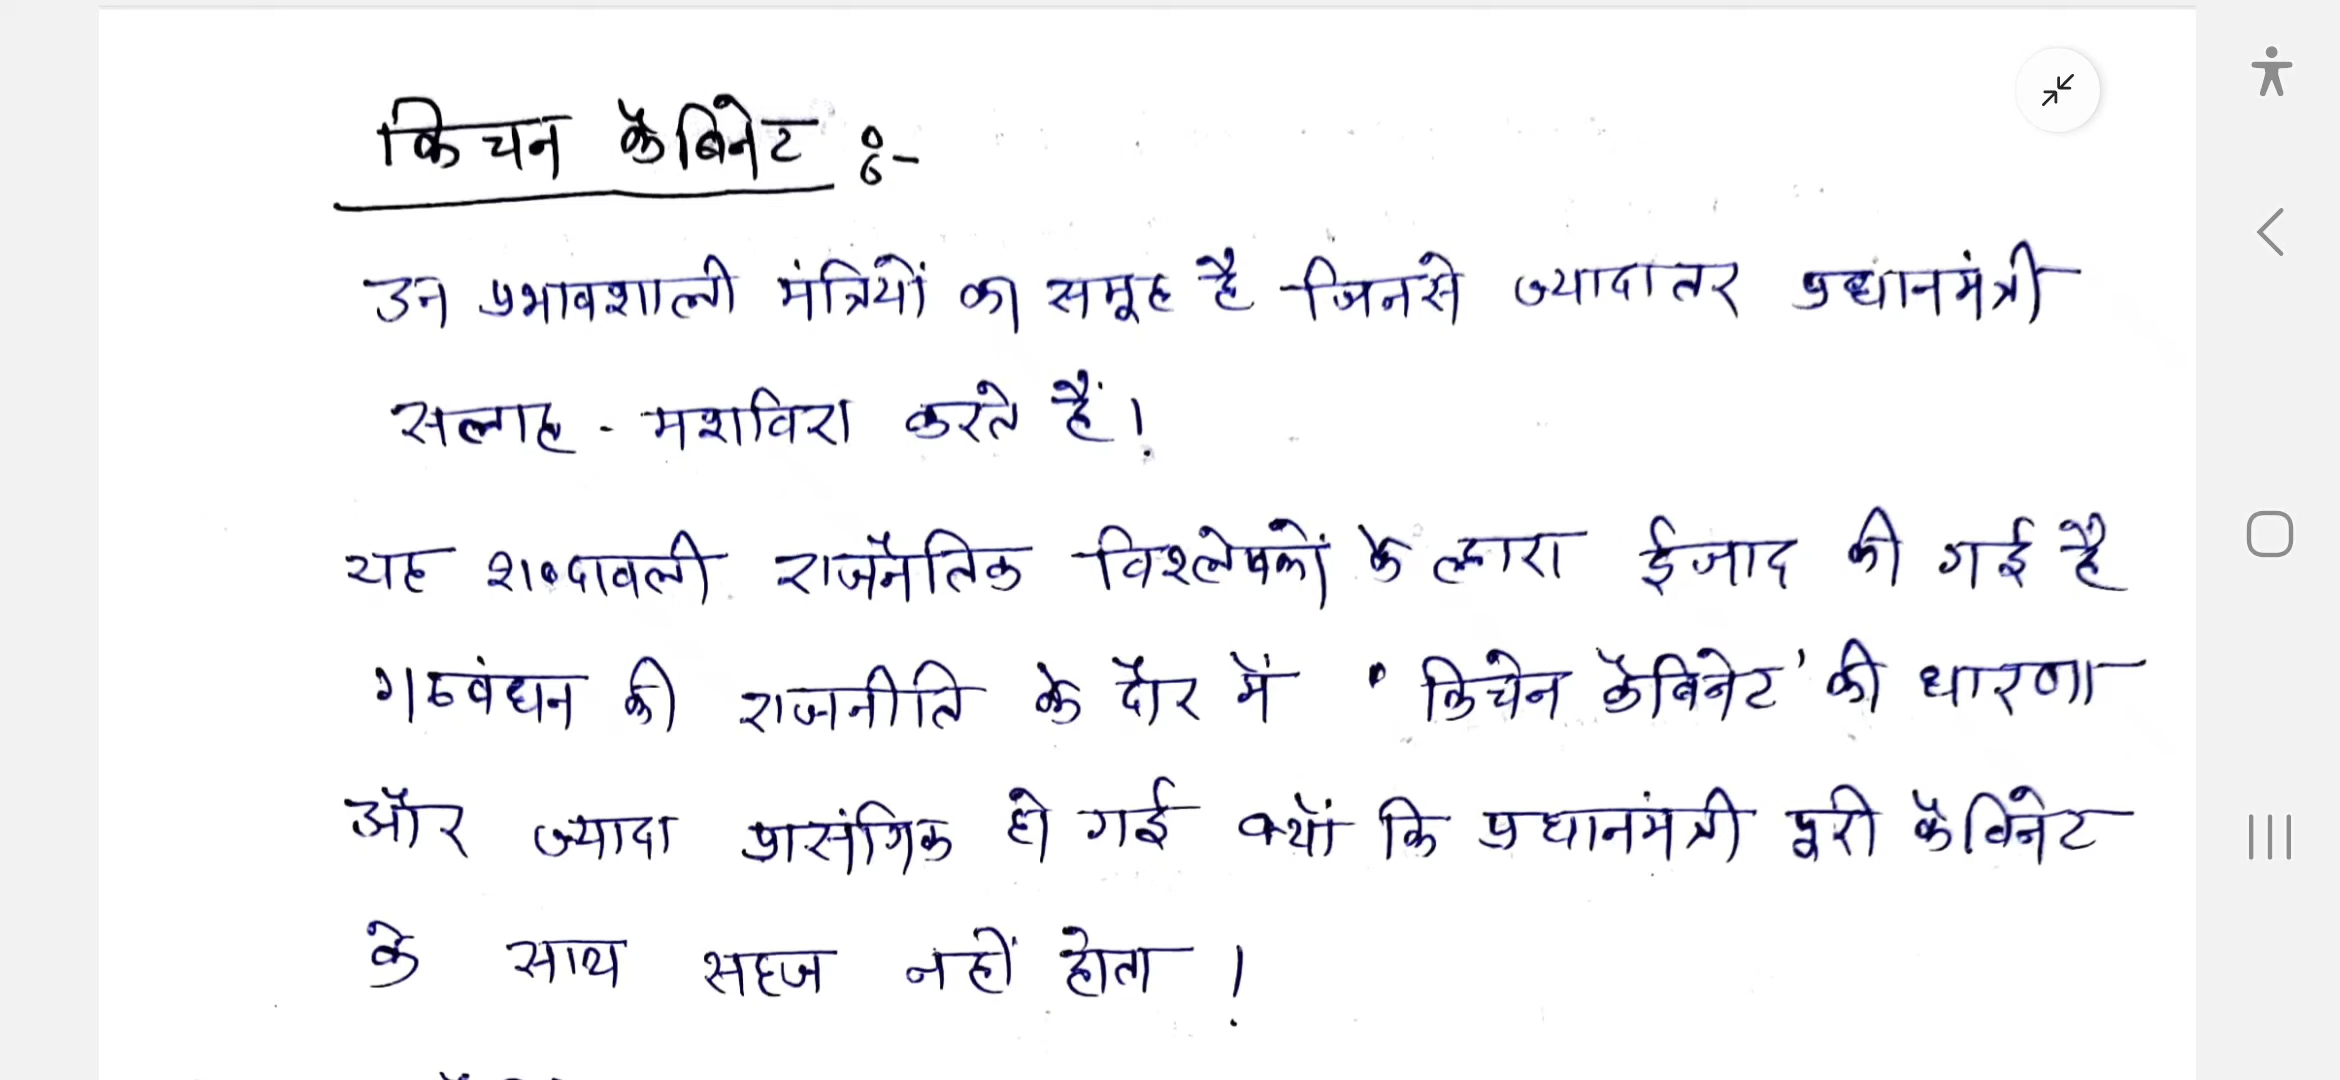 किचन कैबिनेट :-
उन प्रभावशाली मंत्रियों का समूह है जिनसे ज्यादातर प्रधानमंत्री
सलाह - मशविरा करते हैं।
यह शब्दावली राजनैतिक विश्लेषकों के द्वारा ईजाद की गई है
गठबंधन की राजनीति के दौर में 'किचेन कैबिनेट' की धारणा
और ज्यादा प्रासंगिक हो गई क्यों कि प्रधानमंत्री पूरी कैबिनेट
के साथ सहज नहीं होता।